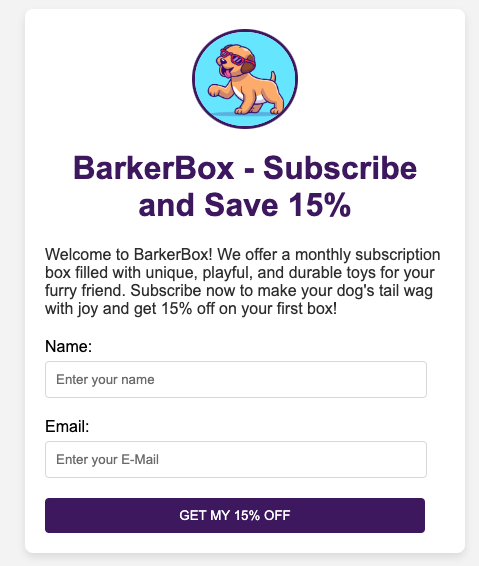 BarkerBox - Subscribe
and Save 15%
Welcome to BarkerBox! We offer a monthly subscription
box filled with unique, playful, and durable toys for your
furry friend. Subscribe now to make your dog's tail wag
with joy and get 15% off on your first box!
Name:
Enter your name
Email:
Enter your E-Mail
GET MY 15% OFF